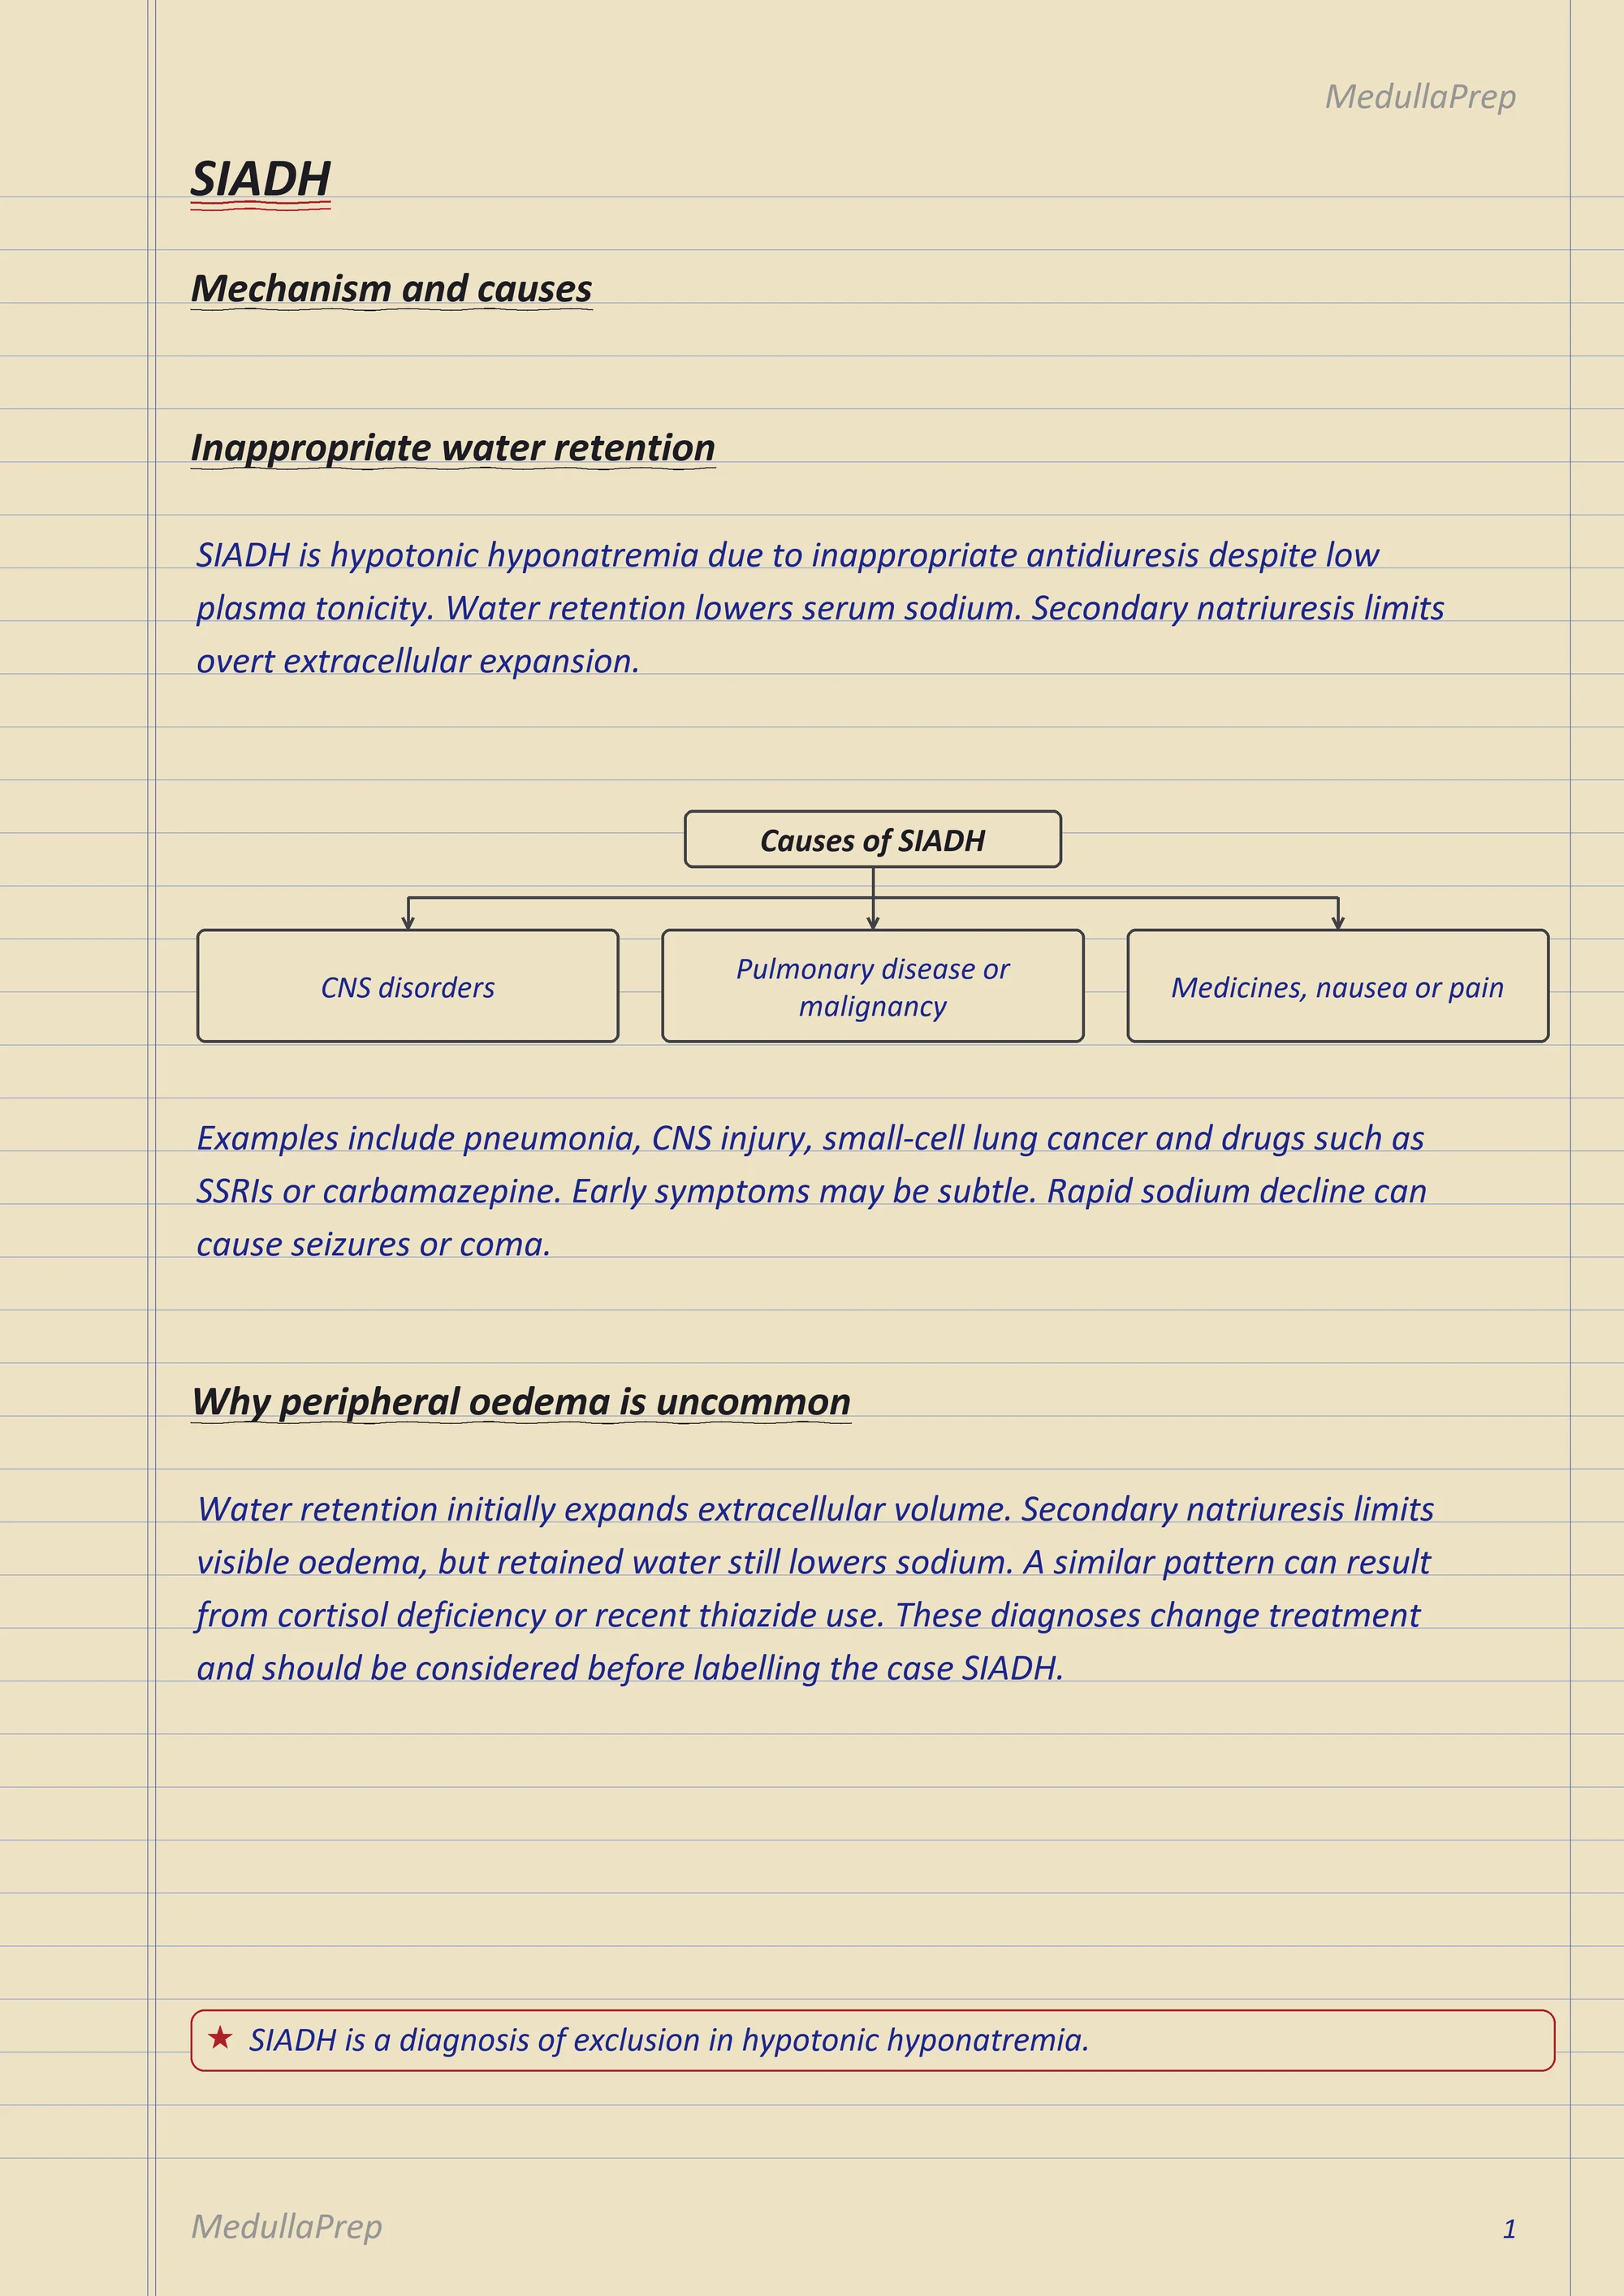 MedullaPrep
SIADH
Mechanism and causes
Inappropriate water retention
SIADH is hypotonic hyponatremia due to inappropriate antidiuresis despite low
plasma tonicity. Water retention lowers serum sodium. Secondary natriuresis limits
overt extracellular expansion.
Causes of SIADH
CNS disorders
Pulmonary disease or
malignancy
Medicines, nausea or pain
Examples include pneumonia, CNS injury, small-cell lung cancer and drugs such as
SSRIs or carbamazepine. Early symptoms may be subtle. Rapid sodium decline can
cause seizures or coma.
Why peripheral oedema is uncommon
Water retention initially expands extracellular volume. Secondary natriuresis limits
visible oedema, but retained water still lowers sodium. A similar pattern can result
from cortisol deficiency or recent thiazide use. These diagnoses change treatment
and should be considered before labelling the case SIADH.
★ SIADH is a diagnosis of exclusion in hypotonic hyponatremia.
MedullaPrep
1